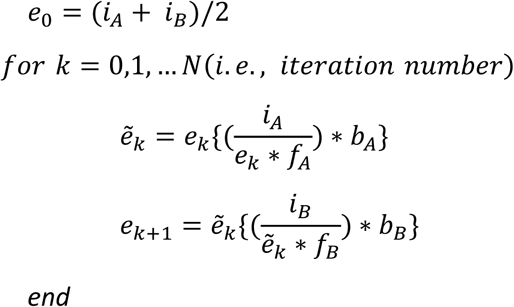 e₀ = (i_A + i_B)/2
for k = 0,1, … N(i. e., iteration number)
ẽ_k = e_k{(i_A / (e_k * f_A)) * b_A}
e_{k+1} = ẽ_k{(i_B / (ẽ_k * f_B)) * b_B}
end